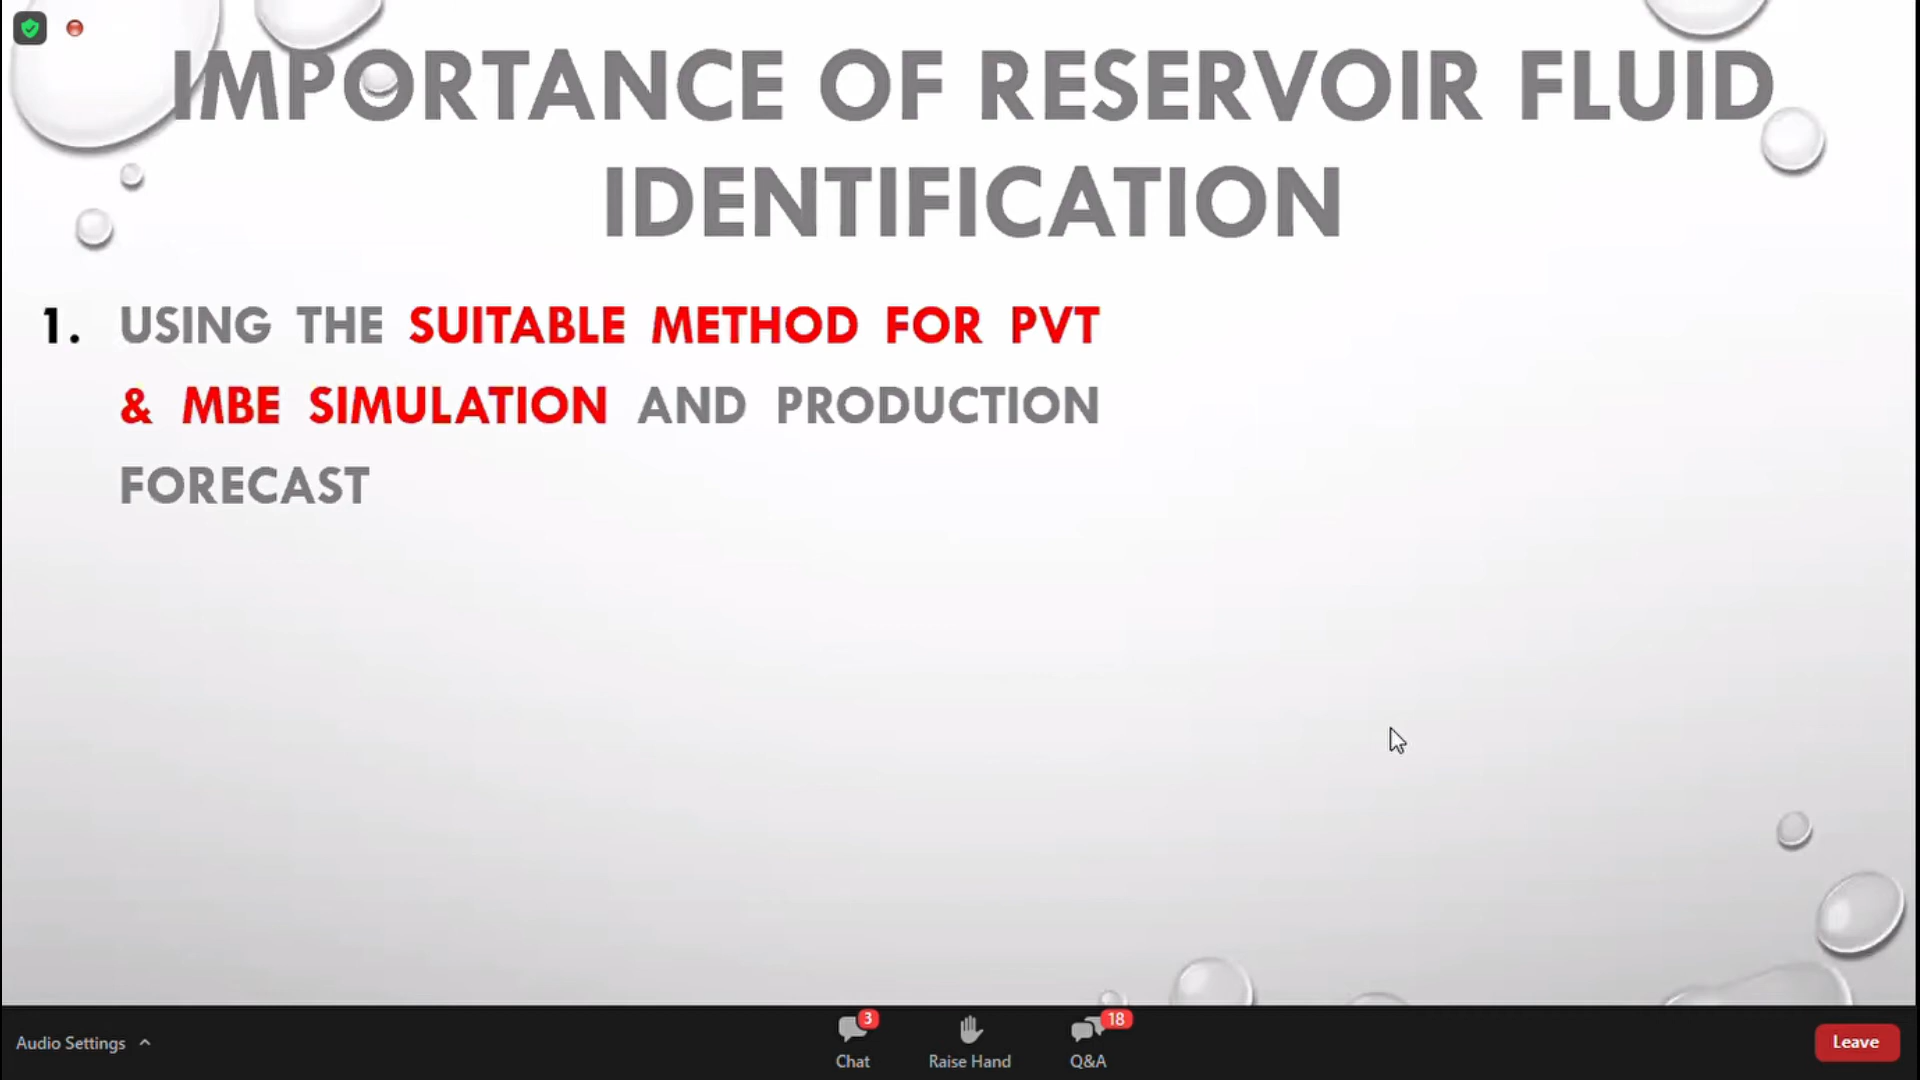 IMPORTANCE OF RESERVOIR FLUID
IDENTIFICATION
1. USING THE SUITABLE METHOD FOR PVT
& MBE SIMULATION AND PRODUCTION
FORECAST
Audio Settings
3
Chat
Raise Hand
18
Q&A
Leave